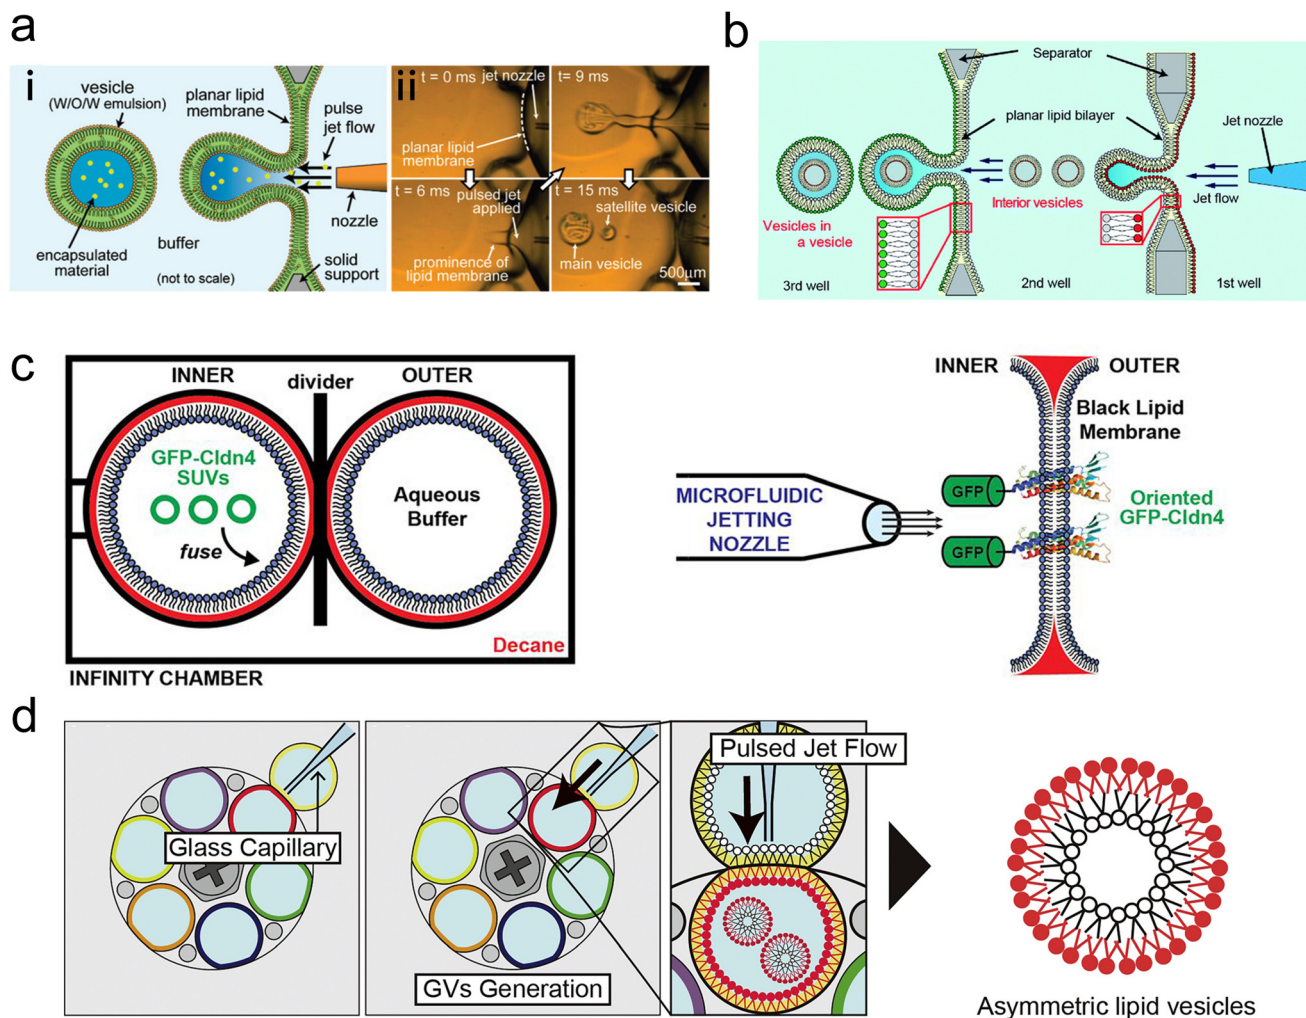 a
i
vesicle
(W/O/W emulsion)
planar lipid
membrane
pulse
jet flow
nozzle
encapsulated
material
buffer
(not to scale)
solid
support
ii
t = 0 ms
jet nozzle
planar lipid
membrane
t = 9 ms
t = 6 ms
pulsed jet
applied
prominence of
lipid membrane
t = 15 ms
satellite vesicle
main vesicle
500μm
b
Separator
planar lipid bilayer
Jet nozzle
Interior vesicles
Jet flow
Vesicles in
a vesicle
3rd well
2nd well
1st well
c
INNER
divider
OUTER
GFP-Cldn4
SUVs
fuse
Aqueous
Buffer
Decane
INFINITY CHAMBER
INNER
OUTER
Black Lipid
Membrane
MICROFLUIDIC
JETTING
NOZZLE
GFP
GFP
Oriented
GFP-Cldn4
d
Glass Capillary
GVs Generation
Pulsed Jet Flow
Asymmetric lipid vesicles